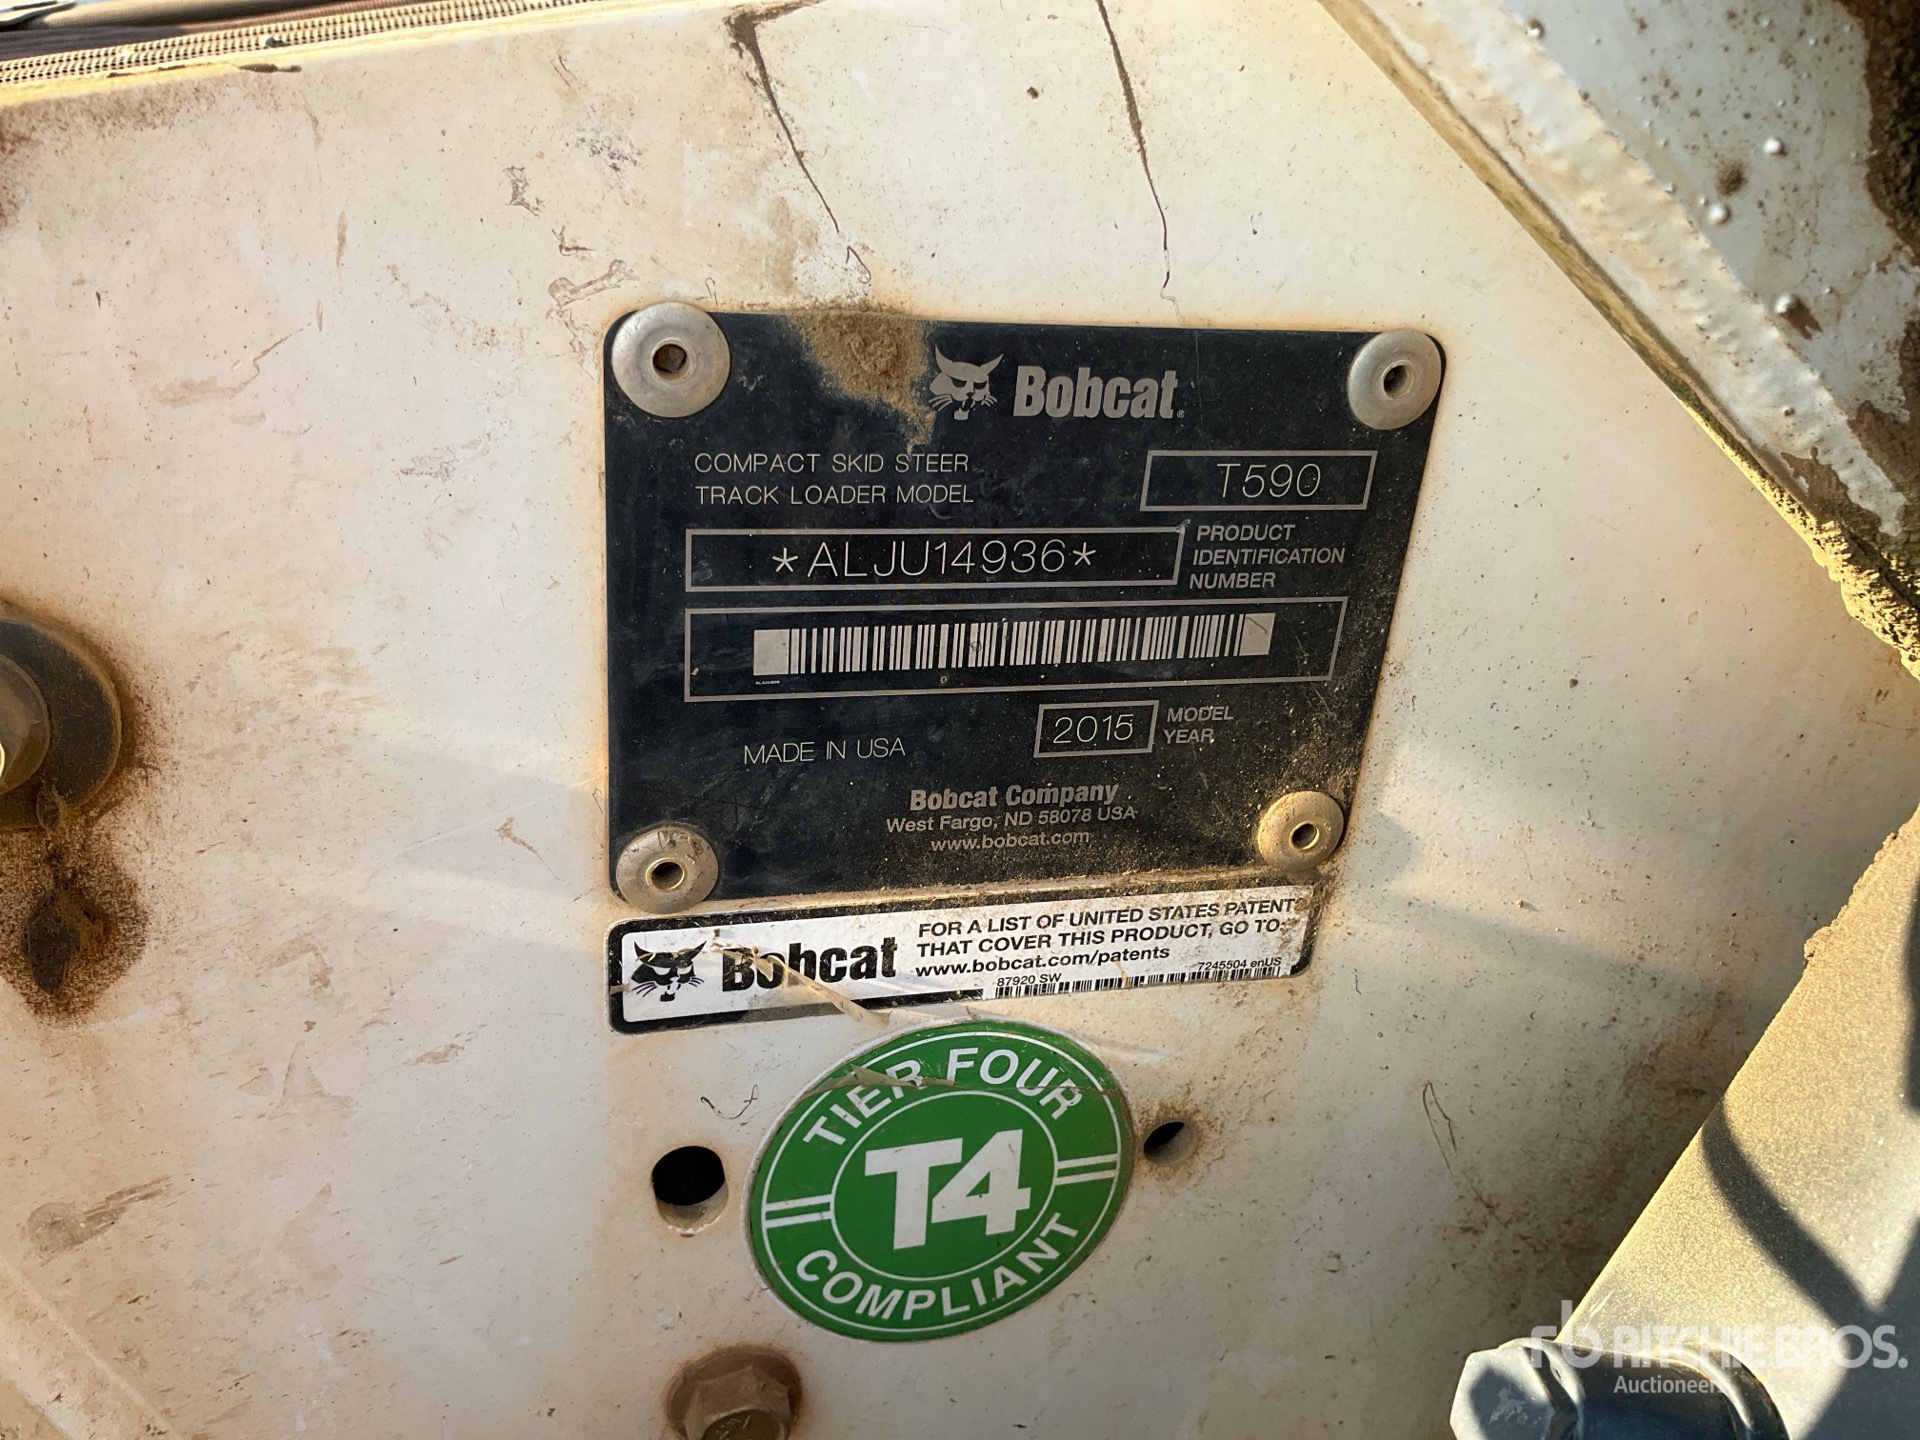 Bobcat®
COMPACT SKID STEER
TRACK LOADER MODEL
T590
*ALJU14936*
PRODUCT
IDENTIFICATION
NUMBER
MADE IN USA
2015
MODEL
YEAR
Bobcat Company
West Fargo, ND 58078 USA
www.bobcat.com
Bobcat
FOR A LIST OF UNITED STATES PATENTS
THAT COVER THIS PRODUCT, GO TO:
www.bobcat.com/patents
87920 SW
7245504 enUS
TIER FOUR
T4
COMPLIANT
rb RITCHIE BROS.
Auctioneers